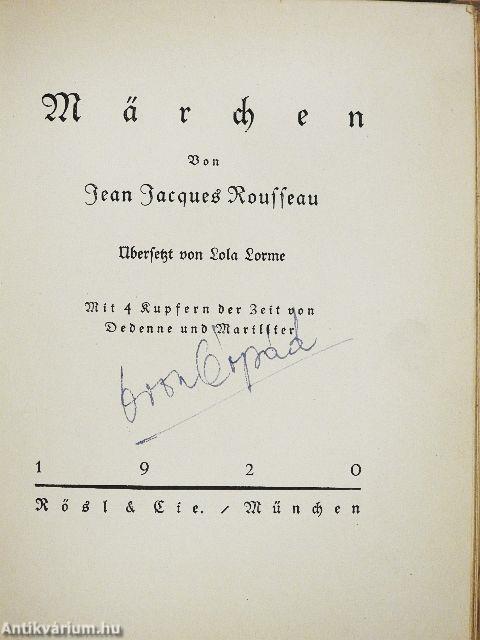 Märchen
Von
Jean Jacques Rousseau
Übersetzt von Lola Lorme
Mit 4 Kupfern der Zeit von
Dedenne und Marillier
Árpád
1920
Rösl & Cie. / München
Antikvárium.hu